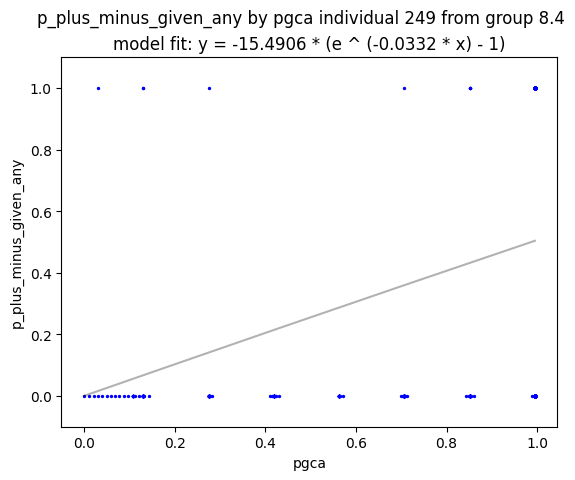 p_plus_minus_given_any by pgca individual 249 from group 8.4
model fit: y = -15.4906 * (e ^ (-0.0332 * x) - 1)
1.0
0.8
0.6
0.4
0.2
0.0
p_plus_minus_given_any
0.0 0.2 0.4 0.6 0.8 1.0
pgca